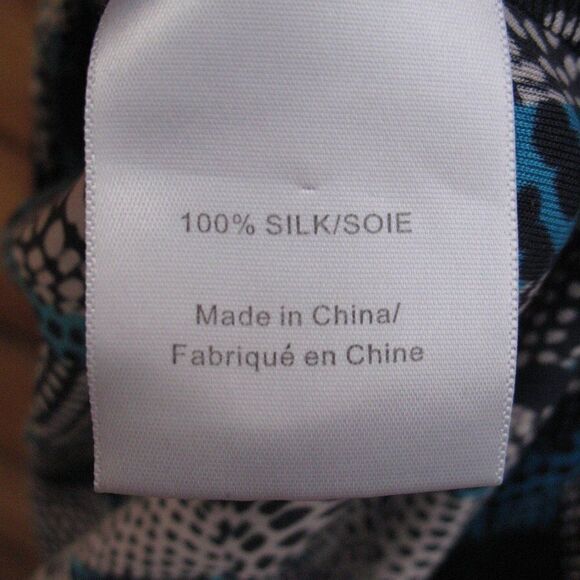 100% SILK/SOIE
Made in China/
Fabriqué en Chine